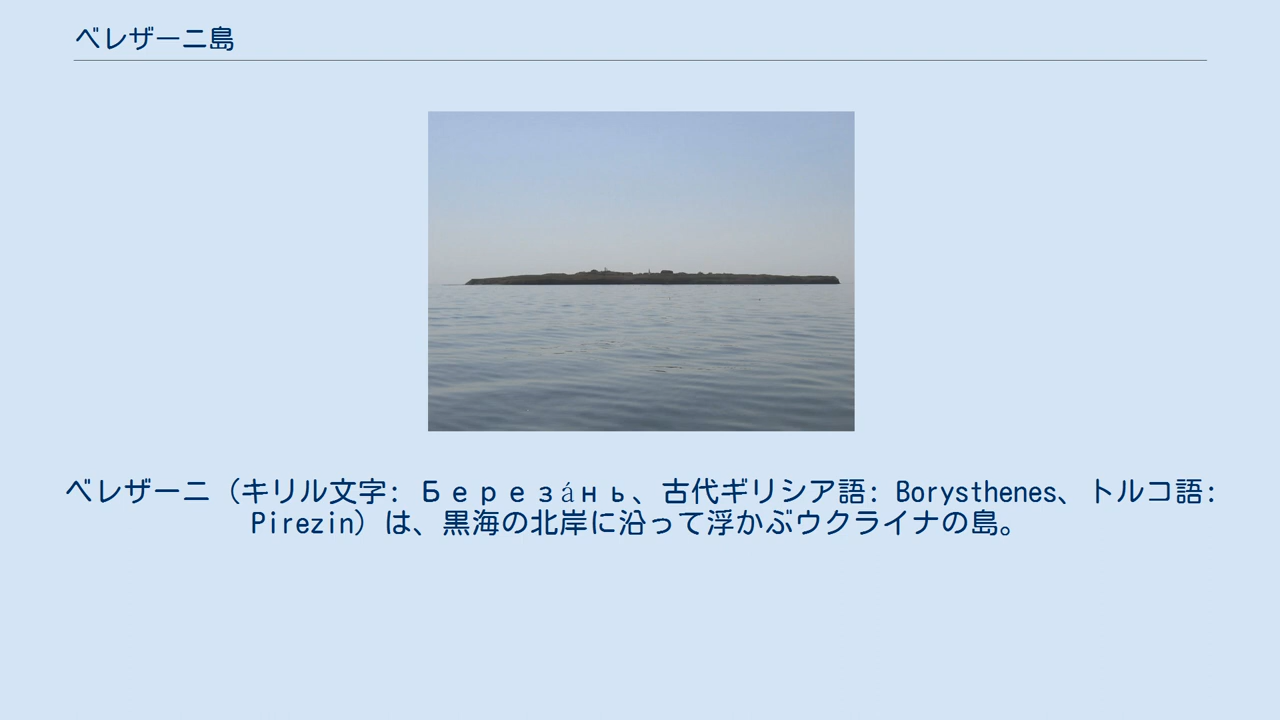 ベレザーニ島
ベレザーニ（キリル文字: Березáнь、古代ギリシア語: Borysthenes、トルコ語:
Pirezin）は、黒海の北岸に沿って浮かぶウクライナの島。